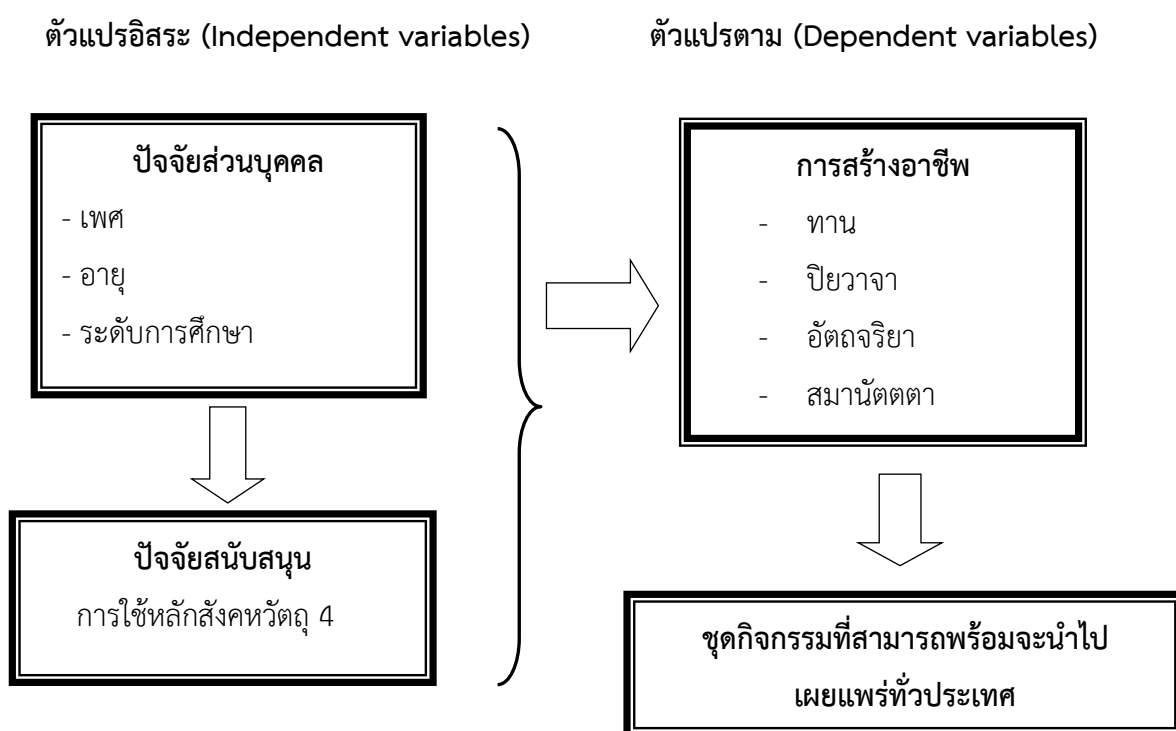 ตัวแปรอิสระ (Independent variables)
ตัวแปรตาม (Dependent variables)
ปัจจัยส่วนบุคคล
- เพศ
- อายุ
- ระดับการศึกษา
ปัจจัยสนับสนุน
การใช้หลักสังคหวัตถุ 4
การสร้างอาชีพ
- ทาน
- ปิยวาจา
- อัตถจริยา
- สมานัตตตา
ชุดกิจกรรมที่สามารถพร้อมจะนำไป
เผยแพร่ทั่วประเทศ